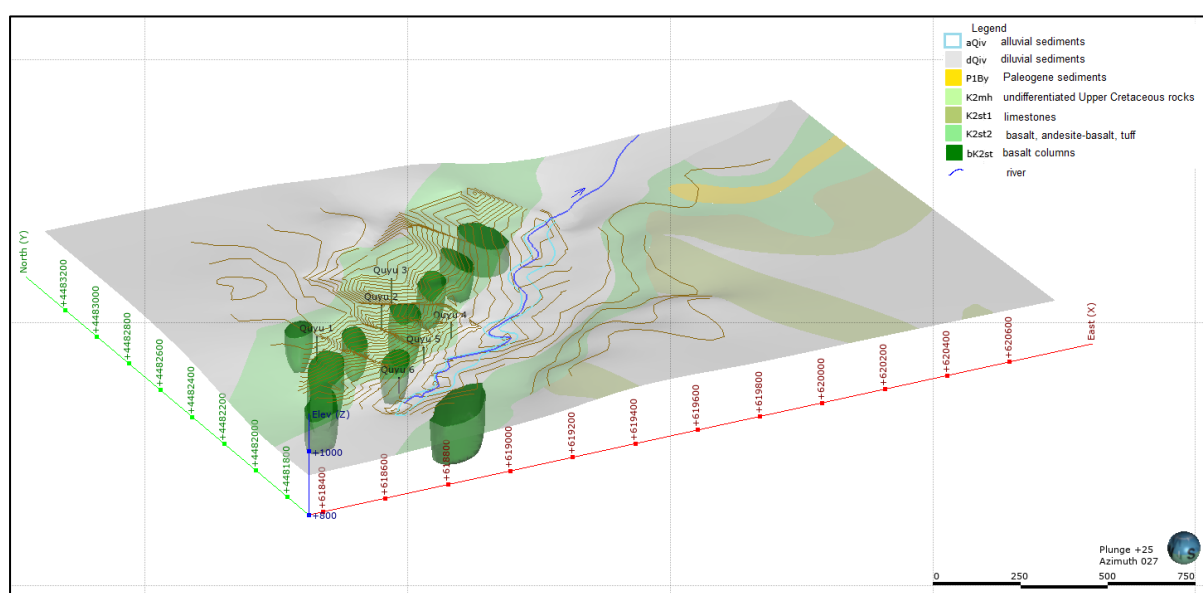 Legend
aQiv alluvial sediments
dQiv diluvial sediments
P1By Paleogene sediments
K2mh undifferentiated Upper Cretaceous rocks
K2st1 limestones
K2st2 basalt, andesite-basalt, tuff
bK2st basalt columns
river
North (Y)
+4483200
+4483000
+4482800
+4482600
+4482400
+4482200
+4482000
+4481800
Quyu 3
Quyu 2
Quyu 4
Quyu 1
Quyu 5
Quyu 6
Elev (Z)
+1000
+800
East (X)
+618400
+618600
+618800
+619000
+619200
+619400
+619600
+619800
+620000
+620200
+620400
+620600
Plunge +25
Azimuth 027
S
0 250 500 750